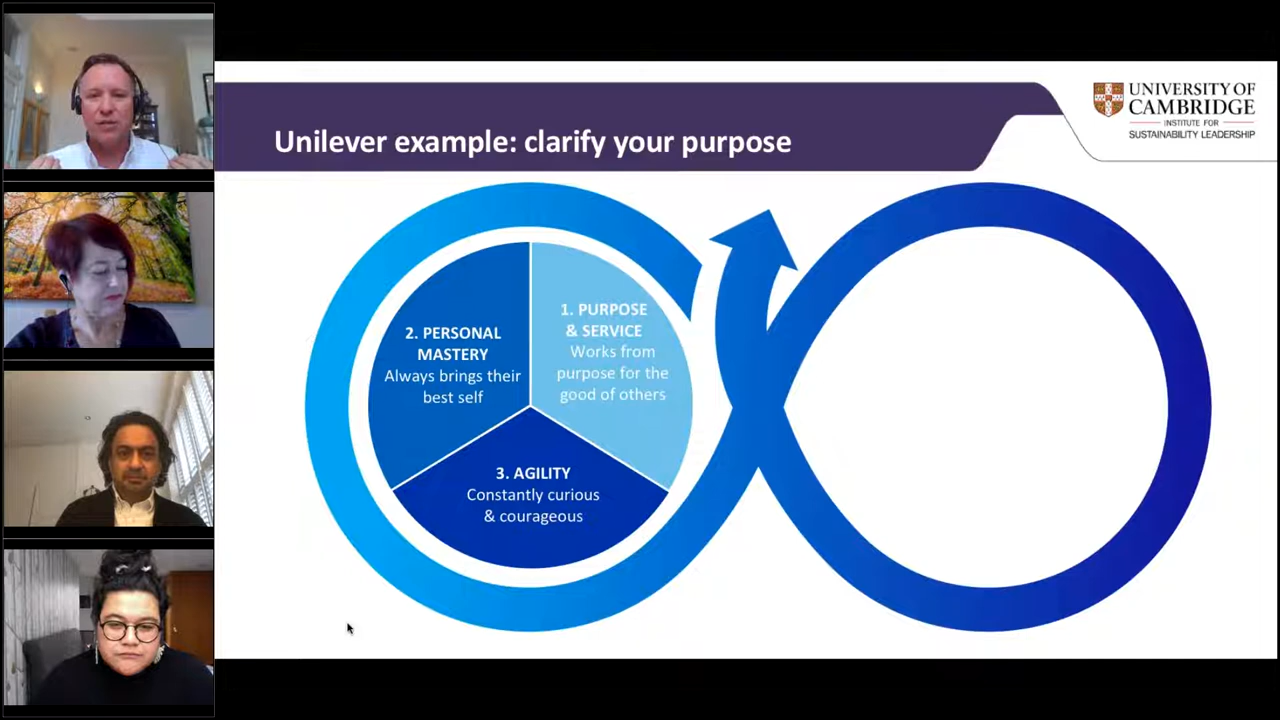 Unilever example: clarify your purpose
UNIVERSITY OF
CAMBRIDGE
INSTITUTE FOR
SUSTAINABILITY LEADERSHIP
1. PURPOSE
& SERVICE
Works from
purpose for the
good of others
2. PERSONAL
MASTERY
Always brings their
best self
3. AGILITY
Constantly curious
& courageous